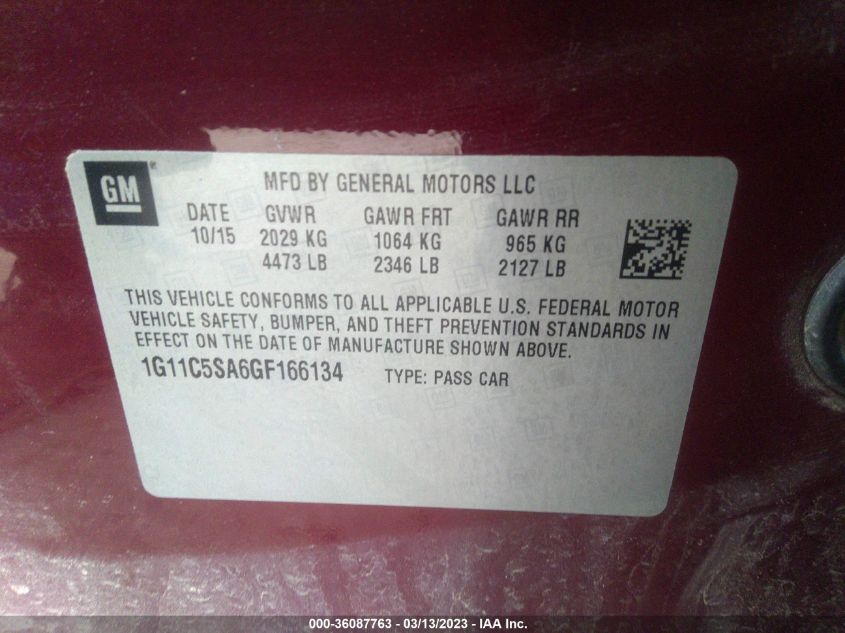 GM
MFD BY GENERAL MOTORS LLC
DATE GVWR GAWR FRT GAWR RR
10/15 2029 KG 1064 KG 965 KG
4473 LB 2346 LB 2127 LB
THIS VEHICLE CONFORMS TO ALL APPLICABLE U.S. FEDERAL MOTOR
VEHICLE SAFETY, BUMPER, AND THEFT PREVENTION STANDARDS IN
EFFECT ON THE DATE OF MANUFACTURE SHOWN ABOVE.
1G11C5SA6GF166134 TYPE: PASS CAR
000-36087763 - 03/13/2023 - IAA Inc.